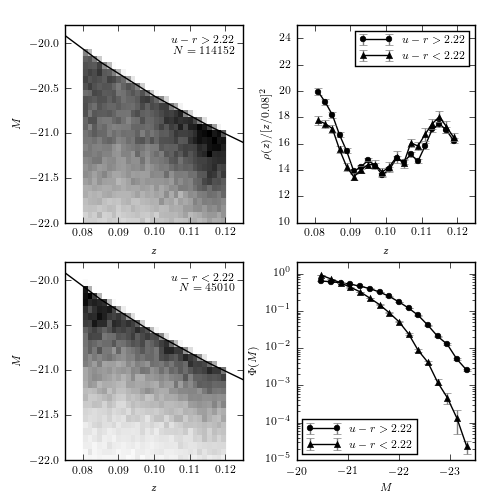 u − r > 2.22
N = 114152
−20.0
−20.5
−21.0
−21.5
−22.0
M
0.08 0.09 0.10 0.11 0.12
z
u − r > 2.22
u − r < 2.22
24
22
20
18
16
14
12
10
ρ(z)/[z/0.08]²
0.08 0.09 0.10 0.11 0.12
z
u − r < 2.22
N = 45010
−20.0
−20.5
−21.0
−21.5
−22.0
M
0.08 0.09 0.10 0.11 0.12
z
10⁰
10⁻¹
10⁻²
10⁻³
10⁻⁴
10⁻⁵
Φ(M)
u − r > 2.22
u − r < 2.22
−20 −21 −22 −23
M